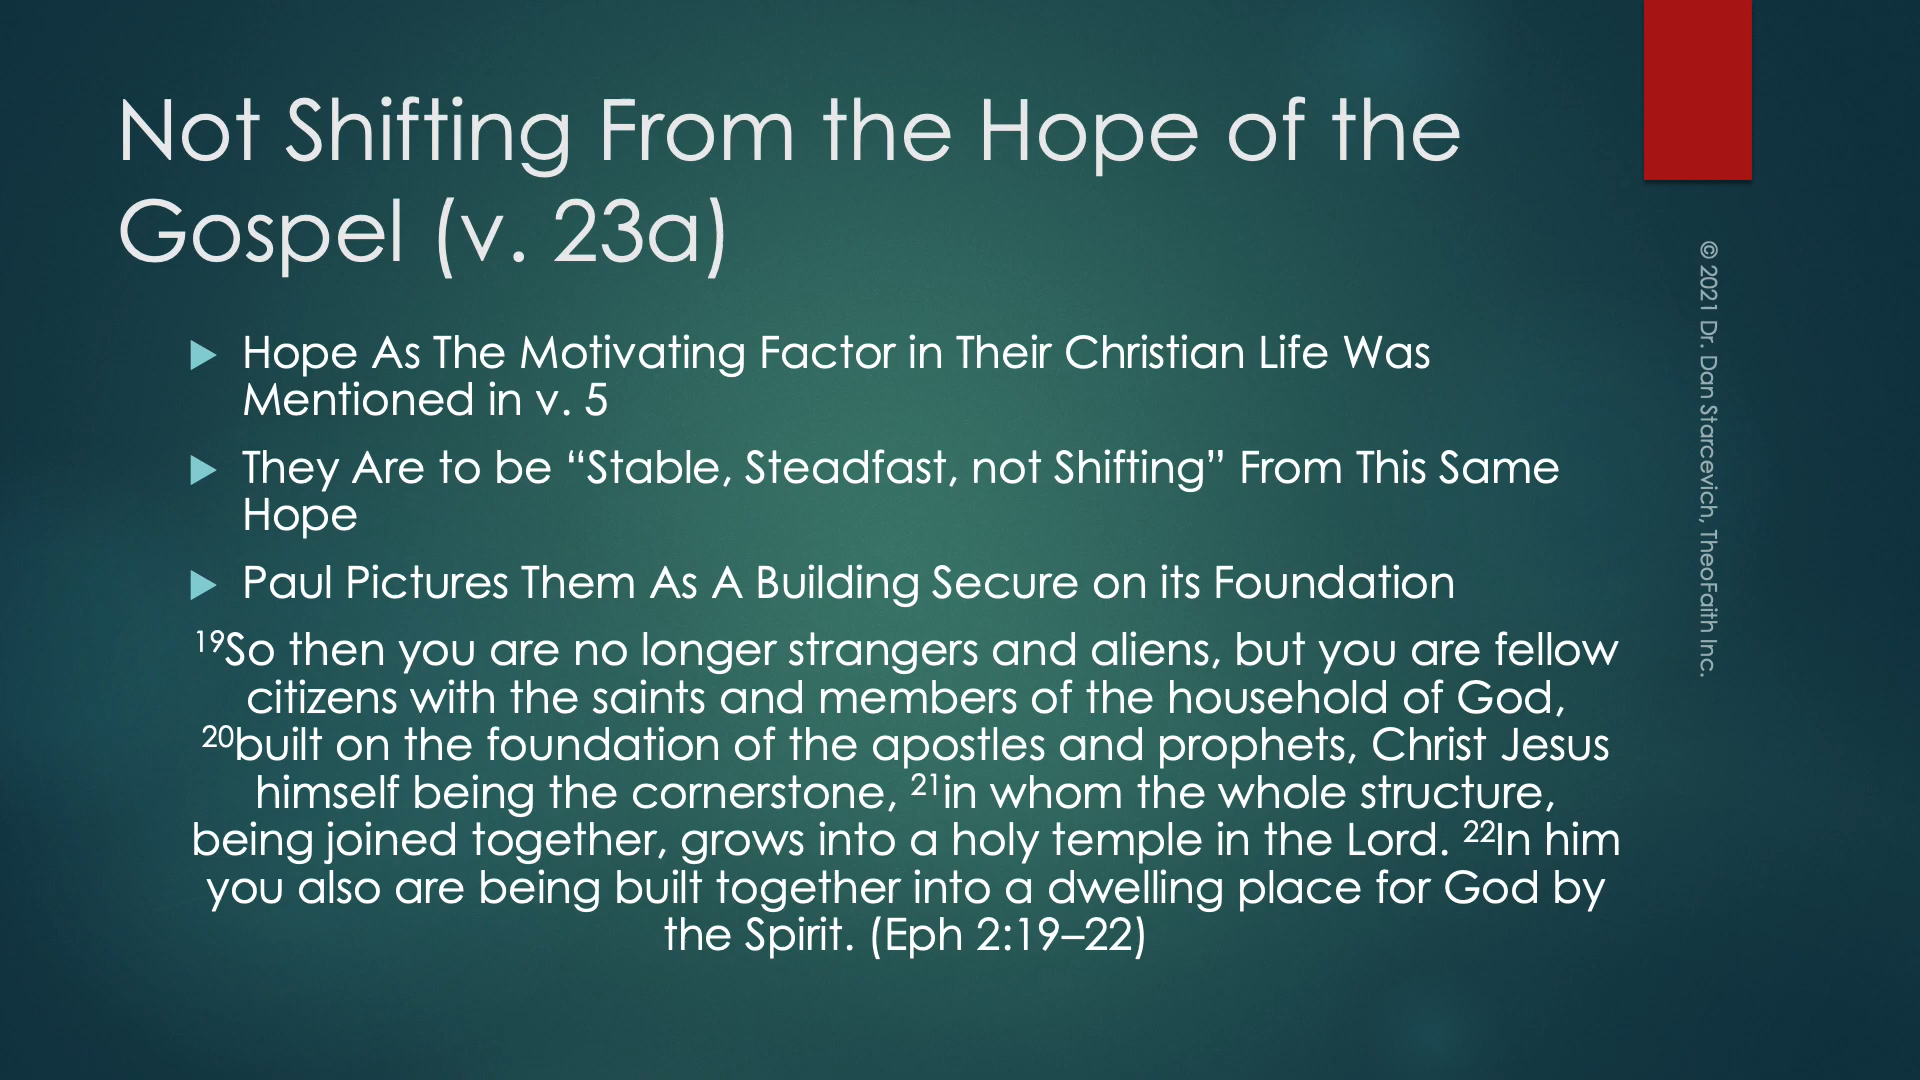 Not Shifting From the Hope of the
Gospel (v. 23a)
Hope As The Motivating Factor in Their Christian Life Was
Mentioned in v. 5
They Are to be “Stable, Steadfast, not Shifting” From This Same
Hope
Paul Pictures Them As A Building Secure on its Foundation
19So then you are no longer strangers and aliens, but you are fellow
citizens with the saints and members of the household of God,
20built on the foundation of the apostles and prophets, Christ Jesus
himself being the cornerstone, 21in whom the whole structure,
being joined together, grows into a holy temple in the Lord. 22In him
you also are being built together into a dwelling place for God by
the Spirit. (Eph 2:19–22)
© 2021 Dr. Dan Starcevich, TheoFaith Inc.